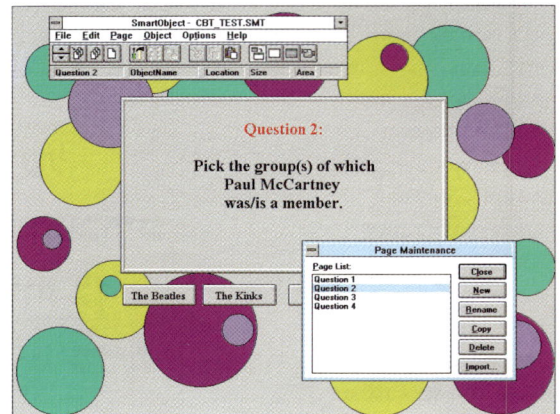 SmartObject - CBT_TEST.SMT
File Edit Page Object Options Help
Question 2 ObjectName Location Size Area
Question 2:
Pick the group(s) of which
Paul McCartney
was/is a member.
The Beatles The Kinks
Page Maintenance
Page List:
Question 1
Question 2
Question 3
Question 4
Close
New
Rename
Copy
Delete
Import...